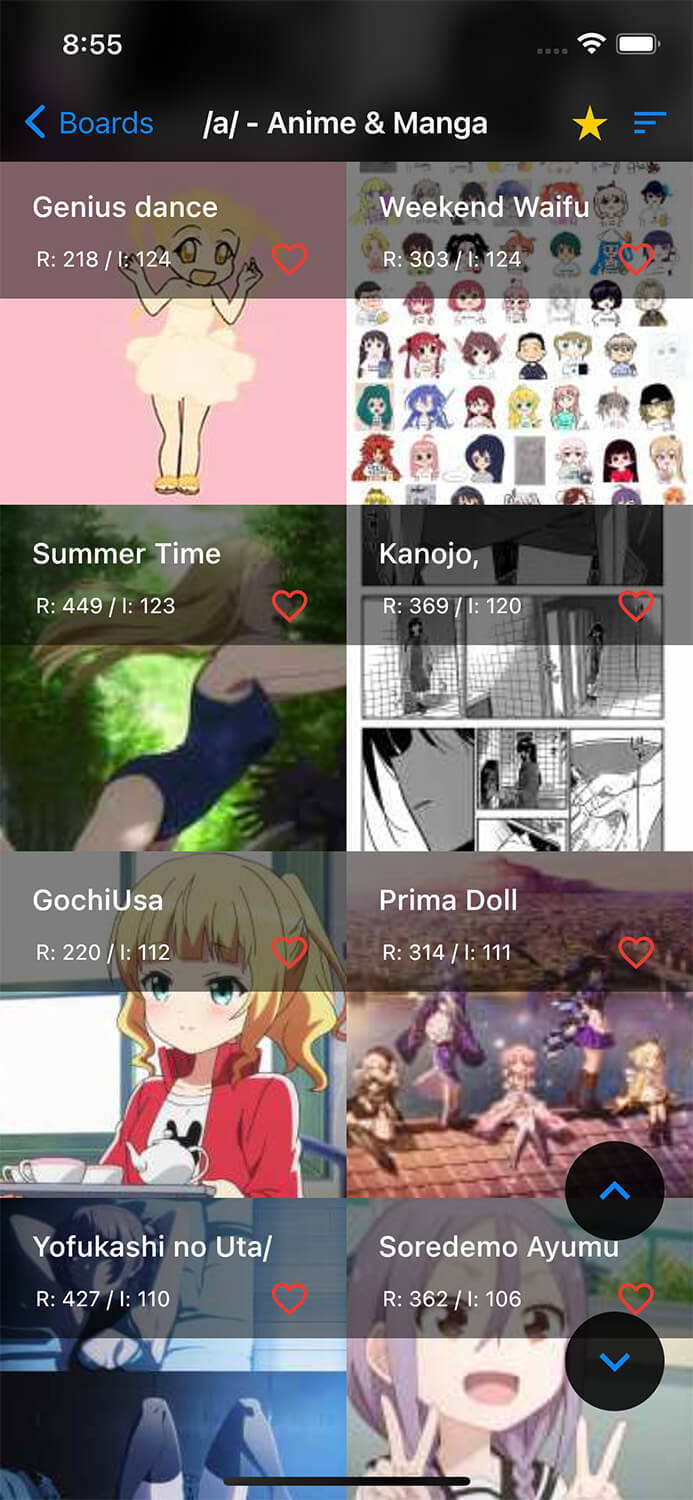 8:55
Boards
/a/ - Anime & Manga
Genius dance
R: 218 / I: 124
Weekend Waifu
R: 303 / I: 124
Summer Time
R: 449 / I: 123
Kanojo,
R: 369 / I: 120
GochiUsa
R: 220 / I: 112
Prima Doll
R: 314 / I: 111
Yofukashi no Uta/
R: 427 / I: 110
Soredemo Ayumu
R: 362 / I: 106